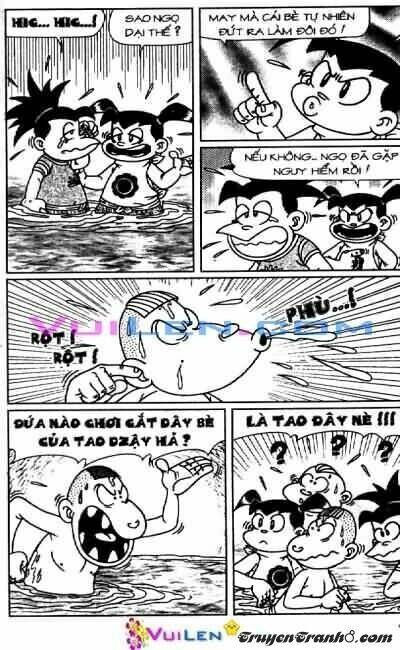 HIC... HIC...!
SAO NGỌ
DẠI THẾ?
MAY MÀ CÁI BÈ TỰ NHIÊN
ĐỨT RA LÀM ĐÔI ĐÓ!
NẾU KHÔNG... NGỌ ĐÃ GẶP
NGUY HIỂM RỒI!
PHÙ...!
RỘT!
RỘT!
VUILEN.COM
ĐỨA NÀO CHƠI CẮT DÂY BÈ
CỦA TAO DZẬY HẢ?
LÀ TAO ĐÂY NÈ!!!
? ? ?
VUILEN
TruyenTranh8.com